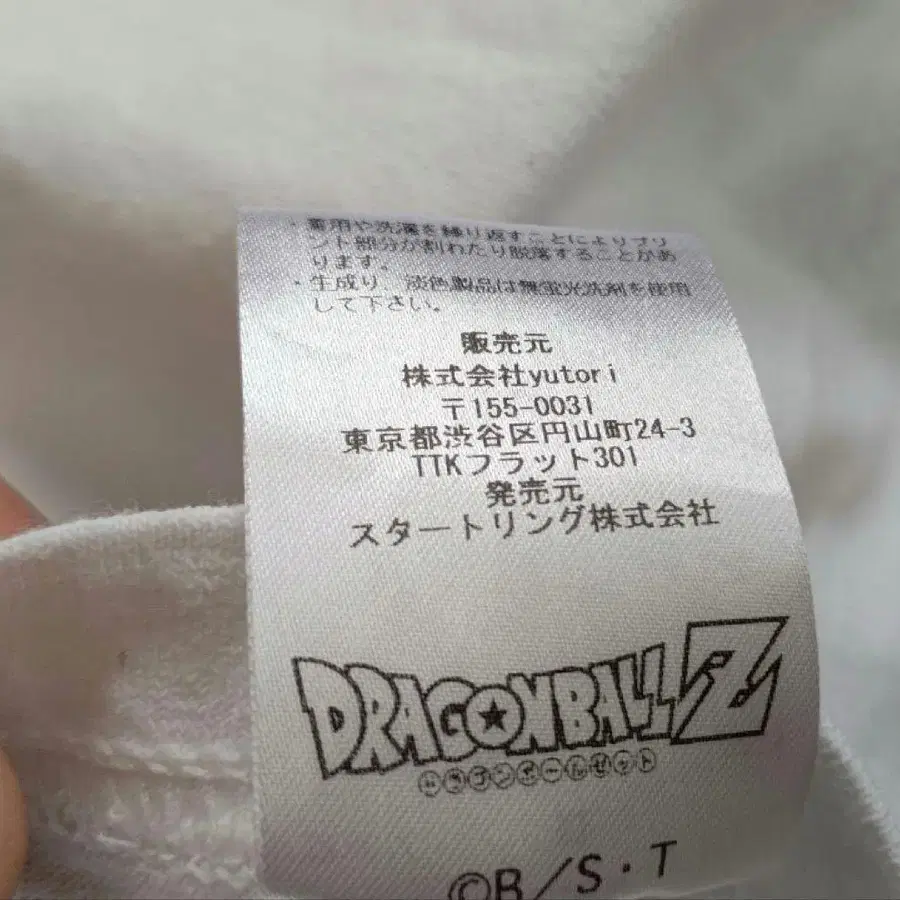 ・着用や洗濯を繰り返すことによりプリ
ント部分が割れたり脱落することがあ
ります。
・生成り、淡色製品は無蛍光洗剤を使用
して下さい。
販売元
株式会社yutori
〒155-0031
東京都渋谷区円山町24-3
TTKフラット301
発売元
スタートリング株式会社
DRAGONBALL Z
ドラゴンボールゼット
©B/S・T